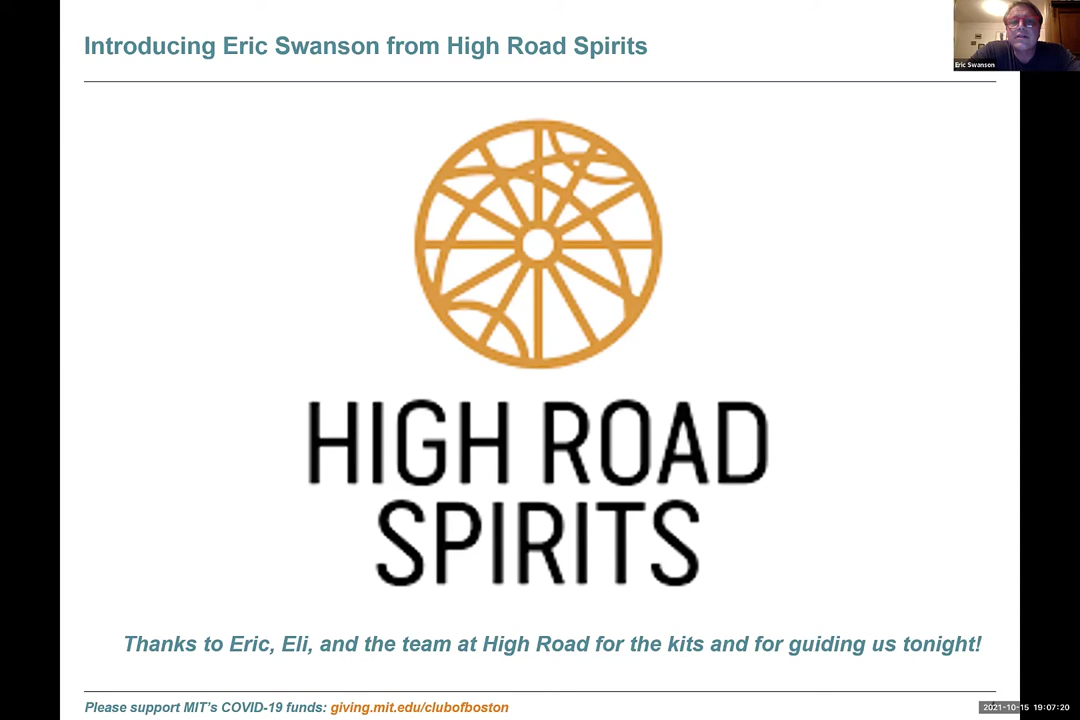 Introducing Eric Swanson from High Road Spirits
Eric Swanson
HIGH ROAD
SPIRITS
Thanks to Eric, Eli, and the team at High Road for the kits and for guiding us tonight!
Please support MIT's COVID-19 funds: giving.mit.edu/clubofboston
2021-10-15 19:07:20